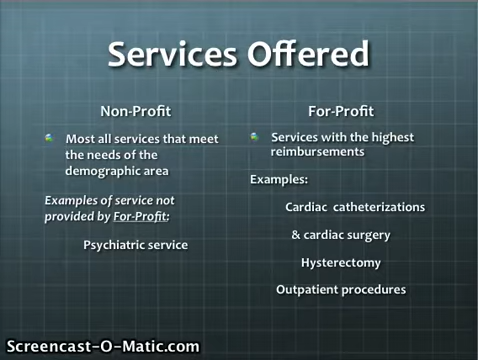 Services Offered
Non-Profit
Most all services that meet
the needs of the
demographic area
Examples of service not
provided by For-Profit:
Psychiatric service
For-Profit
Services with the highest
reimbursements
Examples:
Cardiac catheterizations
& cardiac surgery
Hysterectomy
Outpatient procedures
Screencast-O-Matic.com